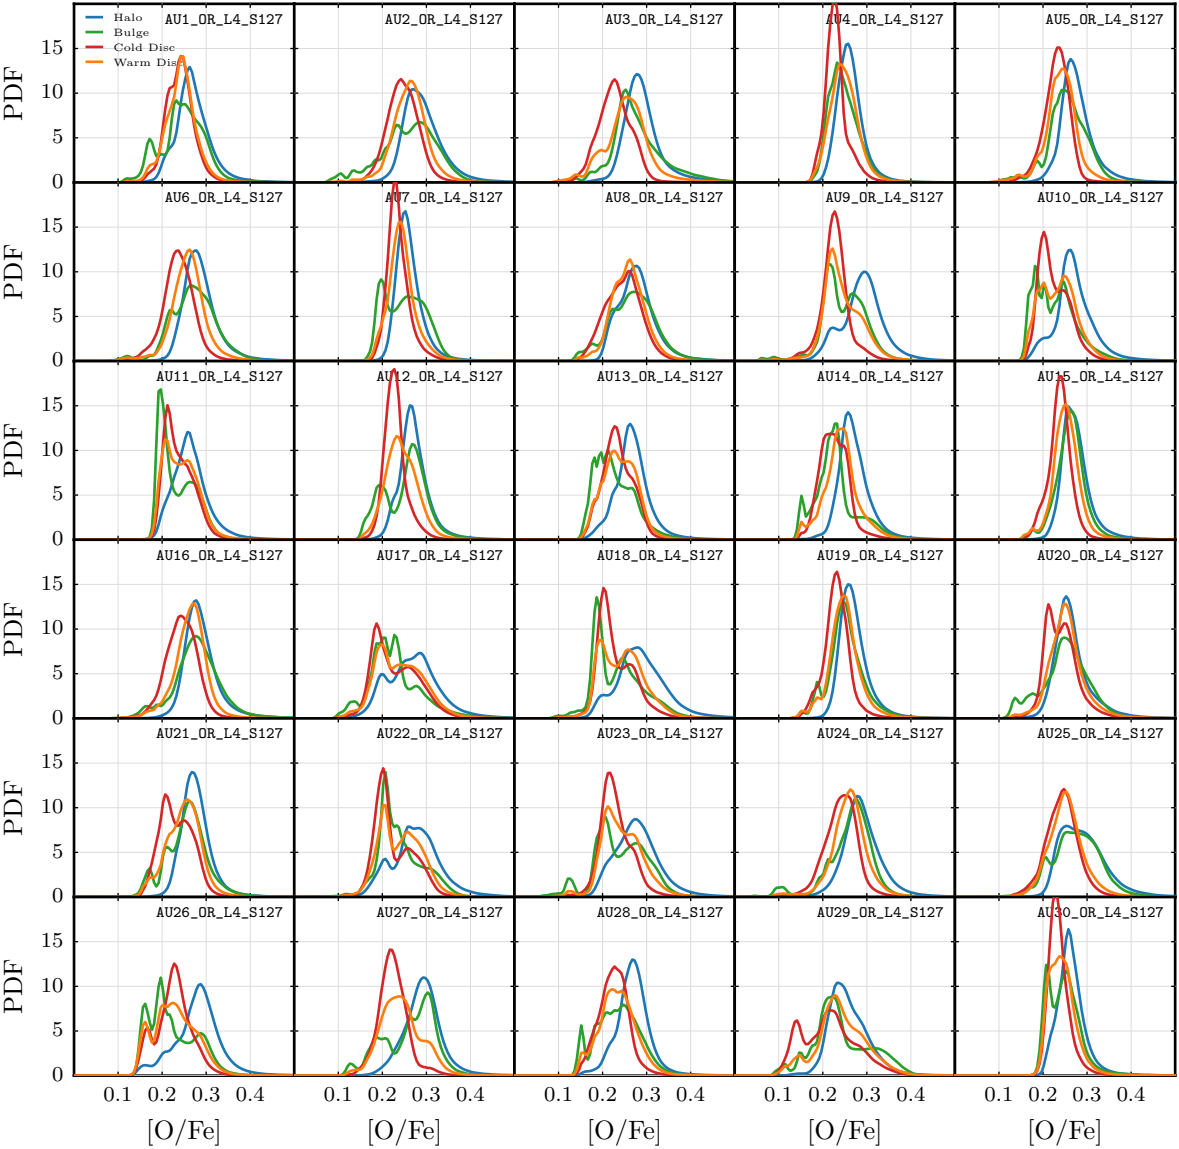 AU1_OR_L4_S127
AU2_OR_L4_S127
AU3_OR_L4_S127
AU4_OR_L4_S127
AU5_OR_L4_S127
Halo
Bulge
Cold Disc
Warm Disc
PDF
15
10
5
0
AU6_OR_L4_S127
AU7_OR_L4_S127
AU8_OR_L4_S127
AU9_OR_L4_S127
AU10_OR_L4_S127
PDF
15
10
5
0
AU11_OR_L4_S127
AU12_OR_L4_S127
AU13_OR_L4_S127
AU14_OR_L4_S127
AU15_OR_L4_S127
PDF
15
10
5
0
AU16_OR_L4_S127
AU17_OR_L4_S127
AU18_OR_L4_S127
AU19_OR_L4_S127
AU20_OR_L4_S127
PDF
15
10
5
0
AU21_OR_L4_S127
AU22_OR_L4_S127
AU23_OR_L4_S127
AU24_OR_L4_S127
AU25_OR_L4_S127
PDF
15
10
5
0
AU26_OR_L4_S127
AU27_OR_L4_S127
AU28_OR_L4_S127
AU29_OR_L4_S127
AU30_OR_L4_S127
PDF
15
10
5
0
0.1 0.2 0.3 0.4 0.1 0.2 0.3 0.4 0.1 0.2 0.3 0.4 0.1 0.2 0.3 0.4 0.1 0.2 0.3 0.4
[O/Fe] [O/Fe] [O/Fe] [O/Fe] [O/Fe]